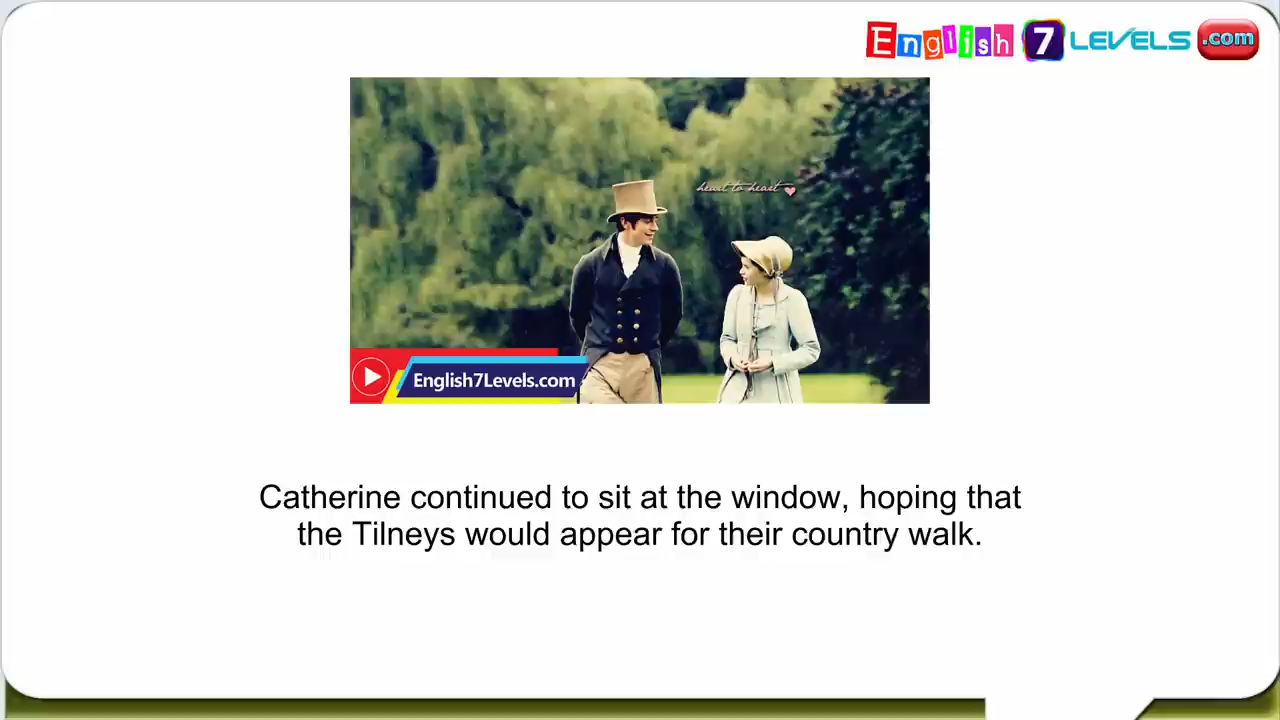 English 7 LEVELS .com
heart to heart
English7Levels.com
Catherine continued to sit at the window, hoping that
the Tilneys would appear for their country walk.